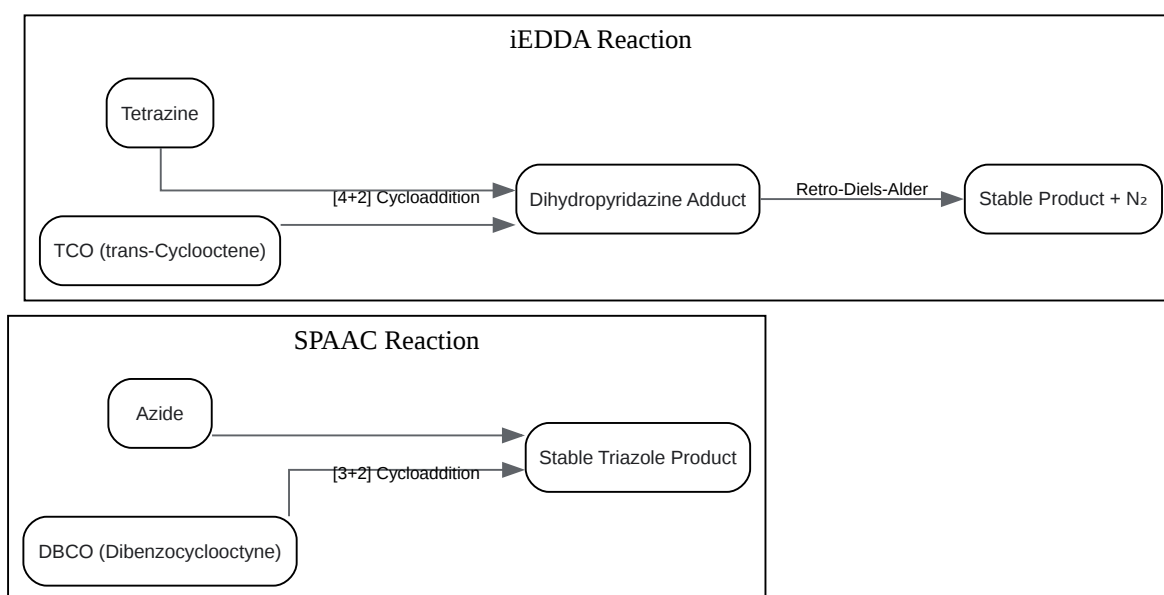 iEDDA Reaction
Tetrazine
[4+2] Cycloaddition
TCO (trans-Cyclooctene)
Dihydropyridazine Adduct
Retro-Diels-Alder
Stable Product + N₂
SPAAC Reaction
Azide
[3+2] Cycloaddition
DBCO (Dibenzocyclooctyne)
Stable Triazole Product